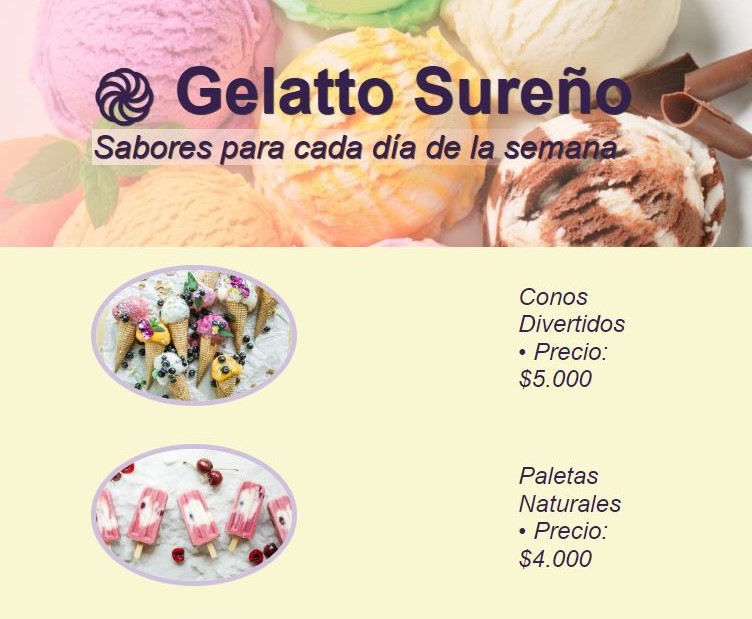 Gelatto Sureño
Sabores para cada día de la semana
Conos
Divertidos
• Precio:
$5.000
Paletas
Naturales
• Precio:
$4.000